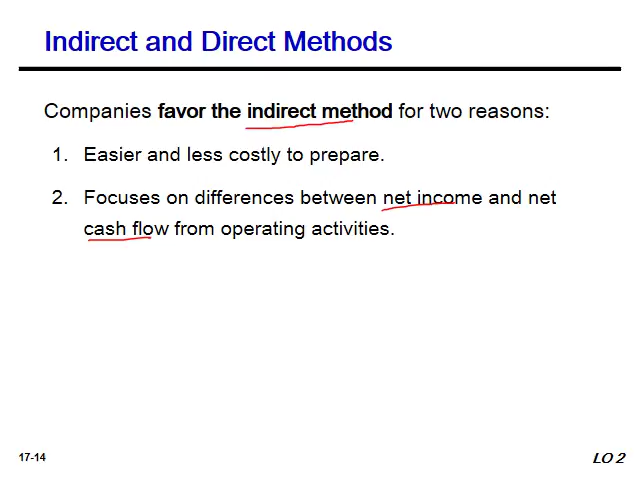 Indirect and Direct Methods
Companies favor the indirect method for two reasons:
1. Easier and less costly to prepare.
2. Focuses on differences between net income and net
cash flow from operating activities.
17-14
LO 2